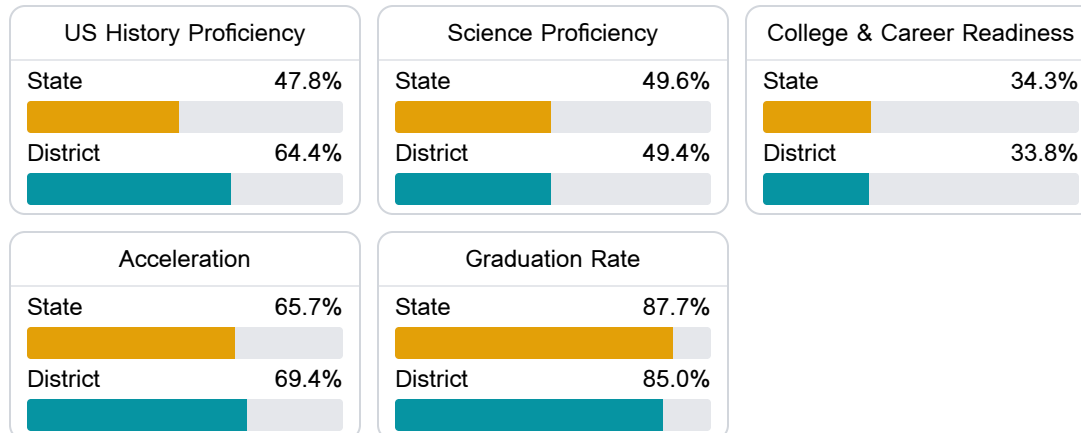 US History Proficiency
State 47.8%
District 64.4%
Science Proficiency
State 49.6%
District 49.4%
College & Career Readiness
State 34.3%
District 33.8%
Acceleration
State 65.7%
District 69.4%
Graduation Rate
State 87.7%
District 85.0%